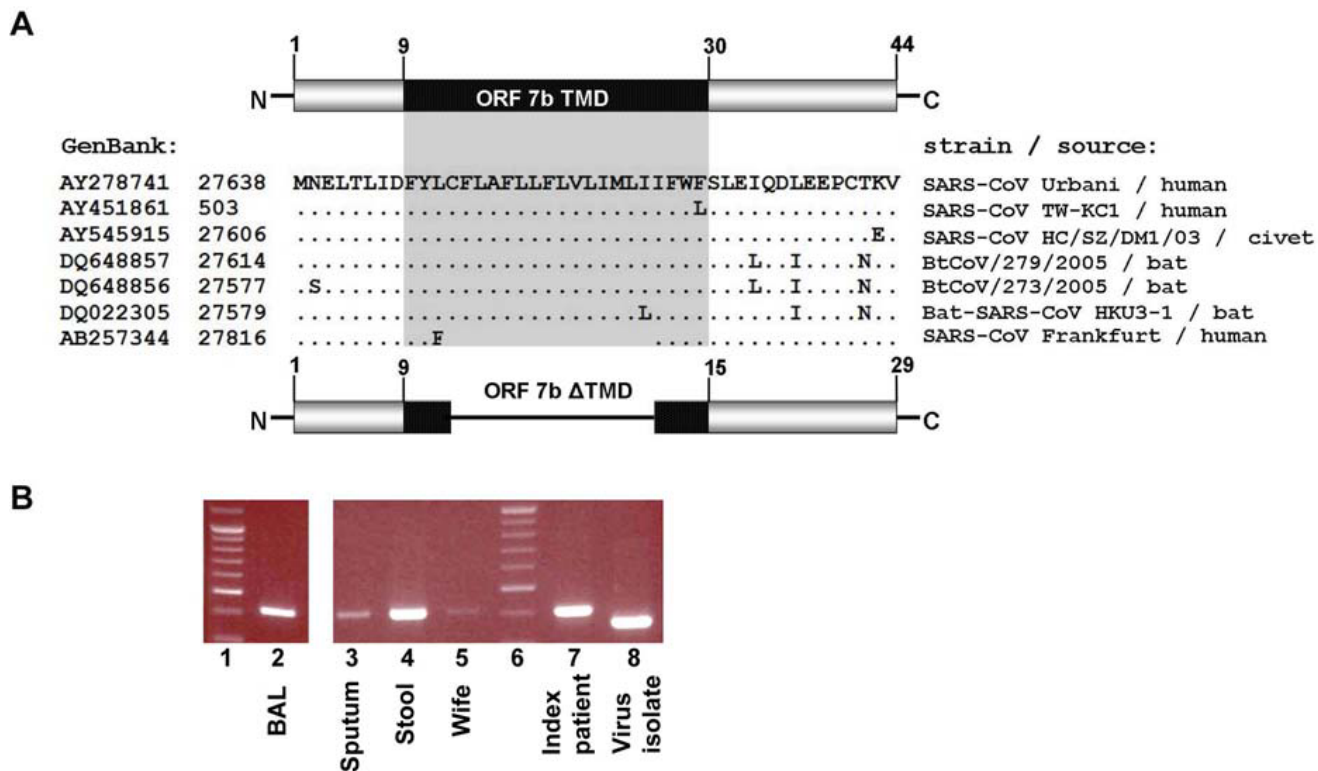 A
1 9 30 44
N ORF 7b TMD C
GenBank: strain / source:
AY278741 27638 MNELTLIDFYLCFLAFLLFLVLIMLIIFWFSLEIQDLEEPCTKV SARS-CoV Urbani / human
AY451861 503 .............................L.............. SARS-CoV TW-KC1 / human
AY545915 27606 ..........................................E. SARS-CoV HC/SZ/DM1/03 / civet
DQ648857 27614 .................................L..I....N.. BtCoV/279/2005 / bat
DQ648856 27577 .S...............................L..I....N.. BtCoV/273/2005 / bat
DQ022305 27579 .........................L..........I....N.. Bat-SARS-CoV HKU3-1 / bat
AB257344 27816 ..........F               .................. SARS-CoV Frankfurt / human
1 9 ORF 7b ΔTMD 15 29
N C
B
1 2 3 4 5 6 7 8
BAL
Sputum
Stool
Wife
Index
patient
Virus
isolate